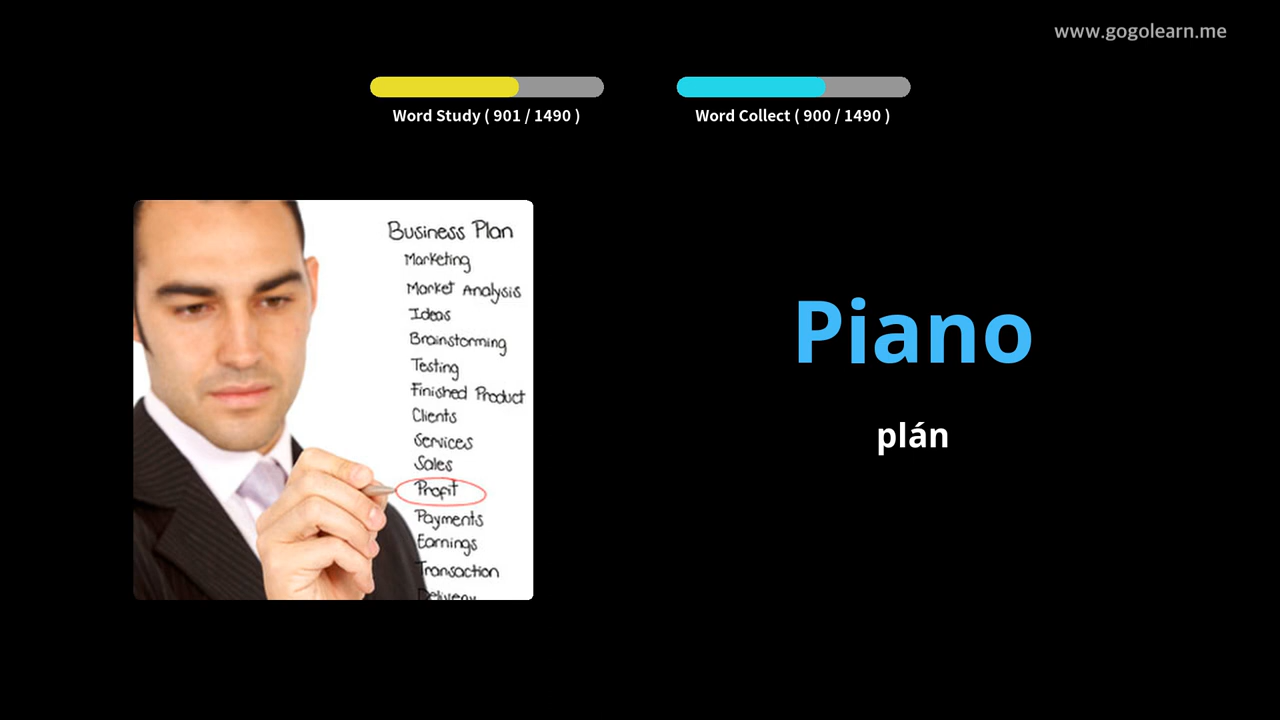 www.gogolearn.me
Word Study ( 901 / 1490 )
Word Collect ( 900 / 1490 )
Business Plan
Marketing
Market Analysis
Ideas
Brainstorming
Testing
Finished Product
Clients
Services
Sales
Profit
Payments
Earnings
Transaction
Delivery
Piano
plán